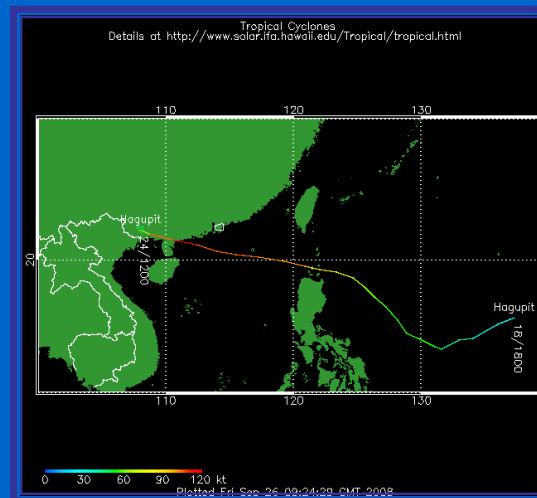 Tropical Cyclones
Details at http://www.solar.ifa.hawaii.edu/Tropical/tropical.html
110 120 130
Hagupit
24/1200
20
Hagupit
18/1800
110 120 130
0 30 60 90 120 kt
Plotted Fri Sep 26 09:24:29 GMT 2008